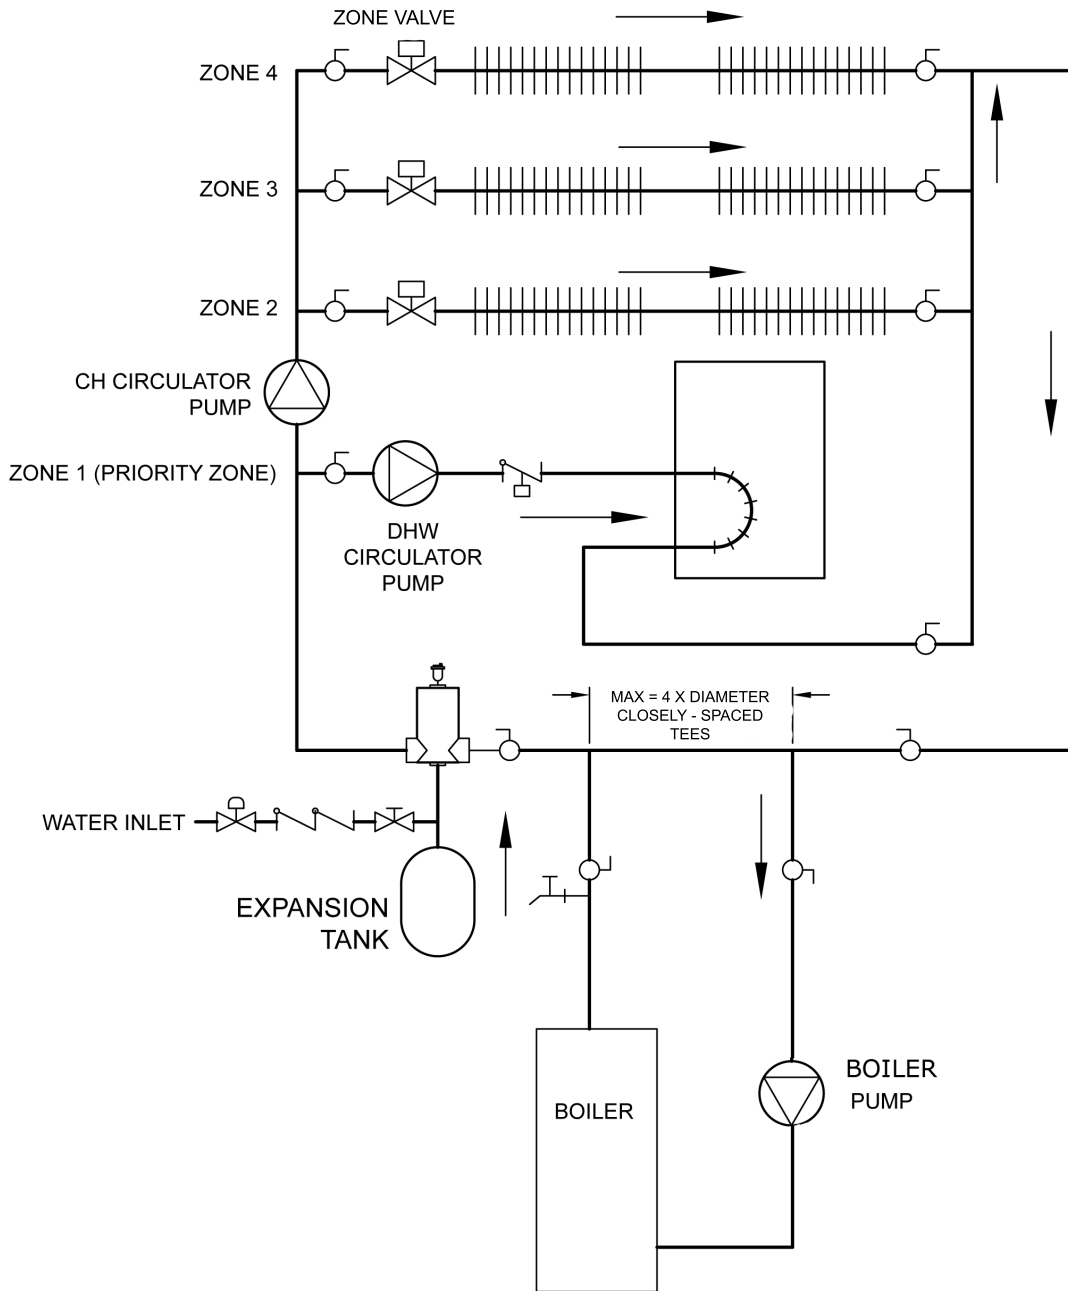 ZONE VALVE
ZONE 4
ZONE 3
ZONE 2
CH CIRCULATOR
PUMP
ZONE 1 (PRIORITY ZONE)
DHW
CIRCULATOR
PUMP
MAX = 4 X DIAMETER
CLOSELY - SPACED
TEES
WATER INLET
EXPANSION
TANK
BOILER
BOILER
PUMP